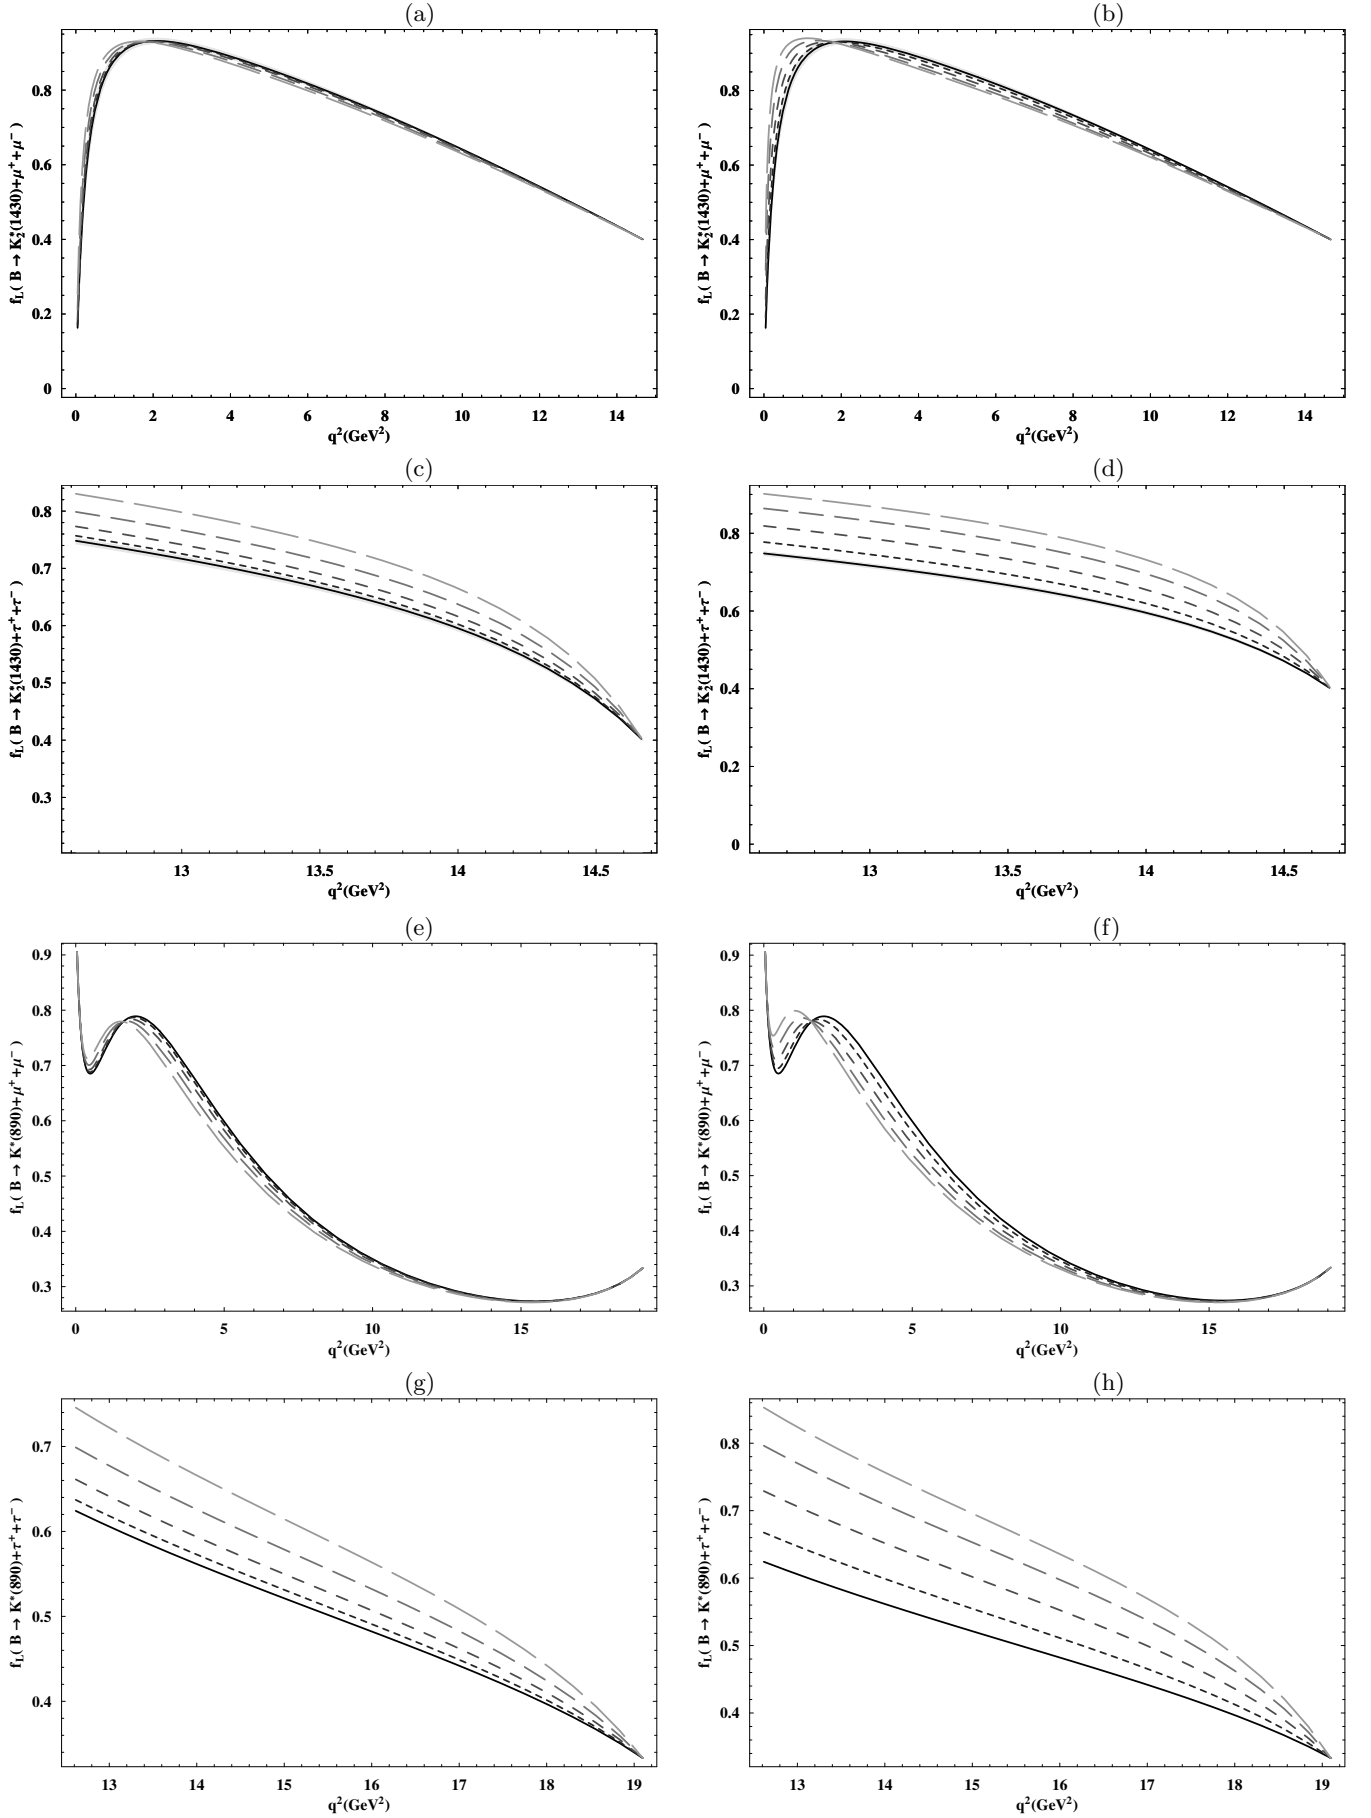 (a)
f_L( B → K_2^*(1430)+μ^+ +μ^- )
0.8
0.6
0.4
0.2
0
0 2 4 6 8 10 12 14
q^2(GeV^2)
(b)
f_L( B → K_2^*(1430)+μ^+ +μ^- )
0.8
0.6
0.4
0.2
0
0 2 4 6 8 10 12 14
q^2(GeV^2)
(c)
f_L( B → K_2^*(1430)+τ^+ +τ^- )
0.8
0.7
0.6
0.5
0.4
0.3
13 13.5 14 14.5
q^2(GeV^2)
(d)
f_L( B → K_2^*(1430)+τ^+ +τ^- )
0.8
0.6
0.4
0.2
0
13 13.5 14 14.5
q^2(GeV^2)
(e)
f_L( B → K*(890)+μ^+ +μ^- )
0.9
0.8
0.7
0.6
0.5
0.4
0.3
0 5 10 15
q^2(GeV^2)
(f)
f_L( B → K*(890)+μ^+ +μ^- )
0.9
0.8
0.7
0.6
0.5
0.4
0.3
0 5 10 15
q^2(GeV^2)
(g)
f_L( B → K*(890)+τ^+ +τ^- )
0.7
0.6
0.5
0.4
13 14 15 16 17 18 19
q^2(GeV^2)
(h)
f_L( B → K*(890)+τ^+ +τ^- )
0.8
0.7
0.6
0.5
0.4
13 14 15 16 17 18 19
q^2(GeV^2)